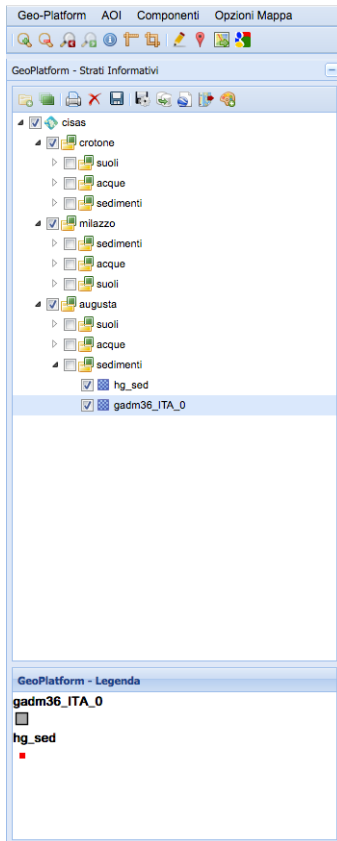 Geo-Platform AOI Componenti Opzioni Mappa
GeoPlatform - Strati Informativi
cisas
crotone
suoli
acque
sedimenti
milazzo
sedimenti
acque
suoli
augusta
suoli
acque
sedimenti
hg_sed
gadm36_ITA_0
GeoPlatform - Legenda
gadm36_ITA_0
hg_sed